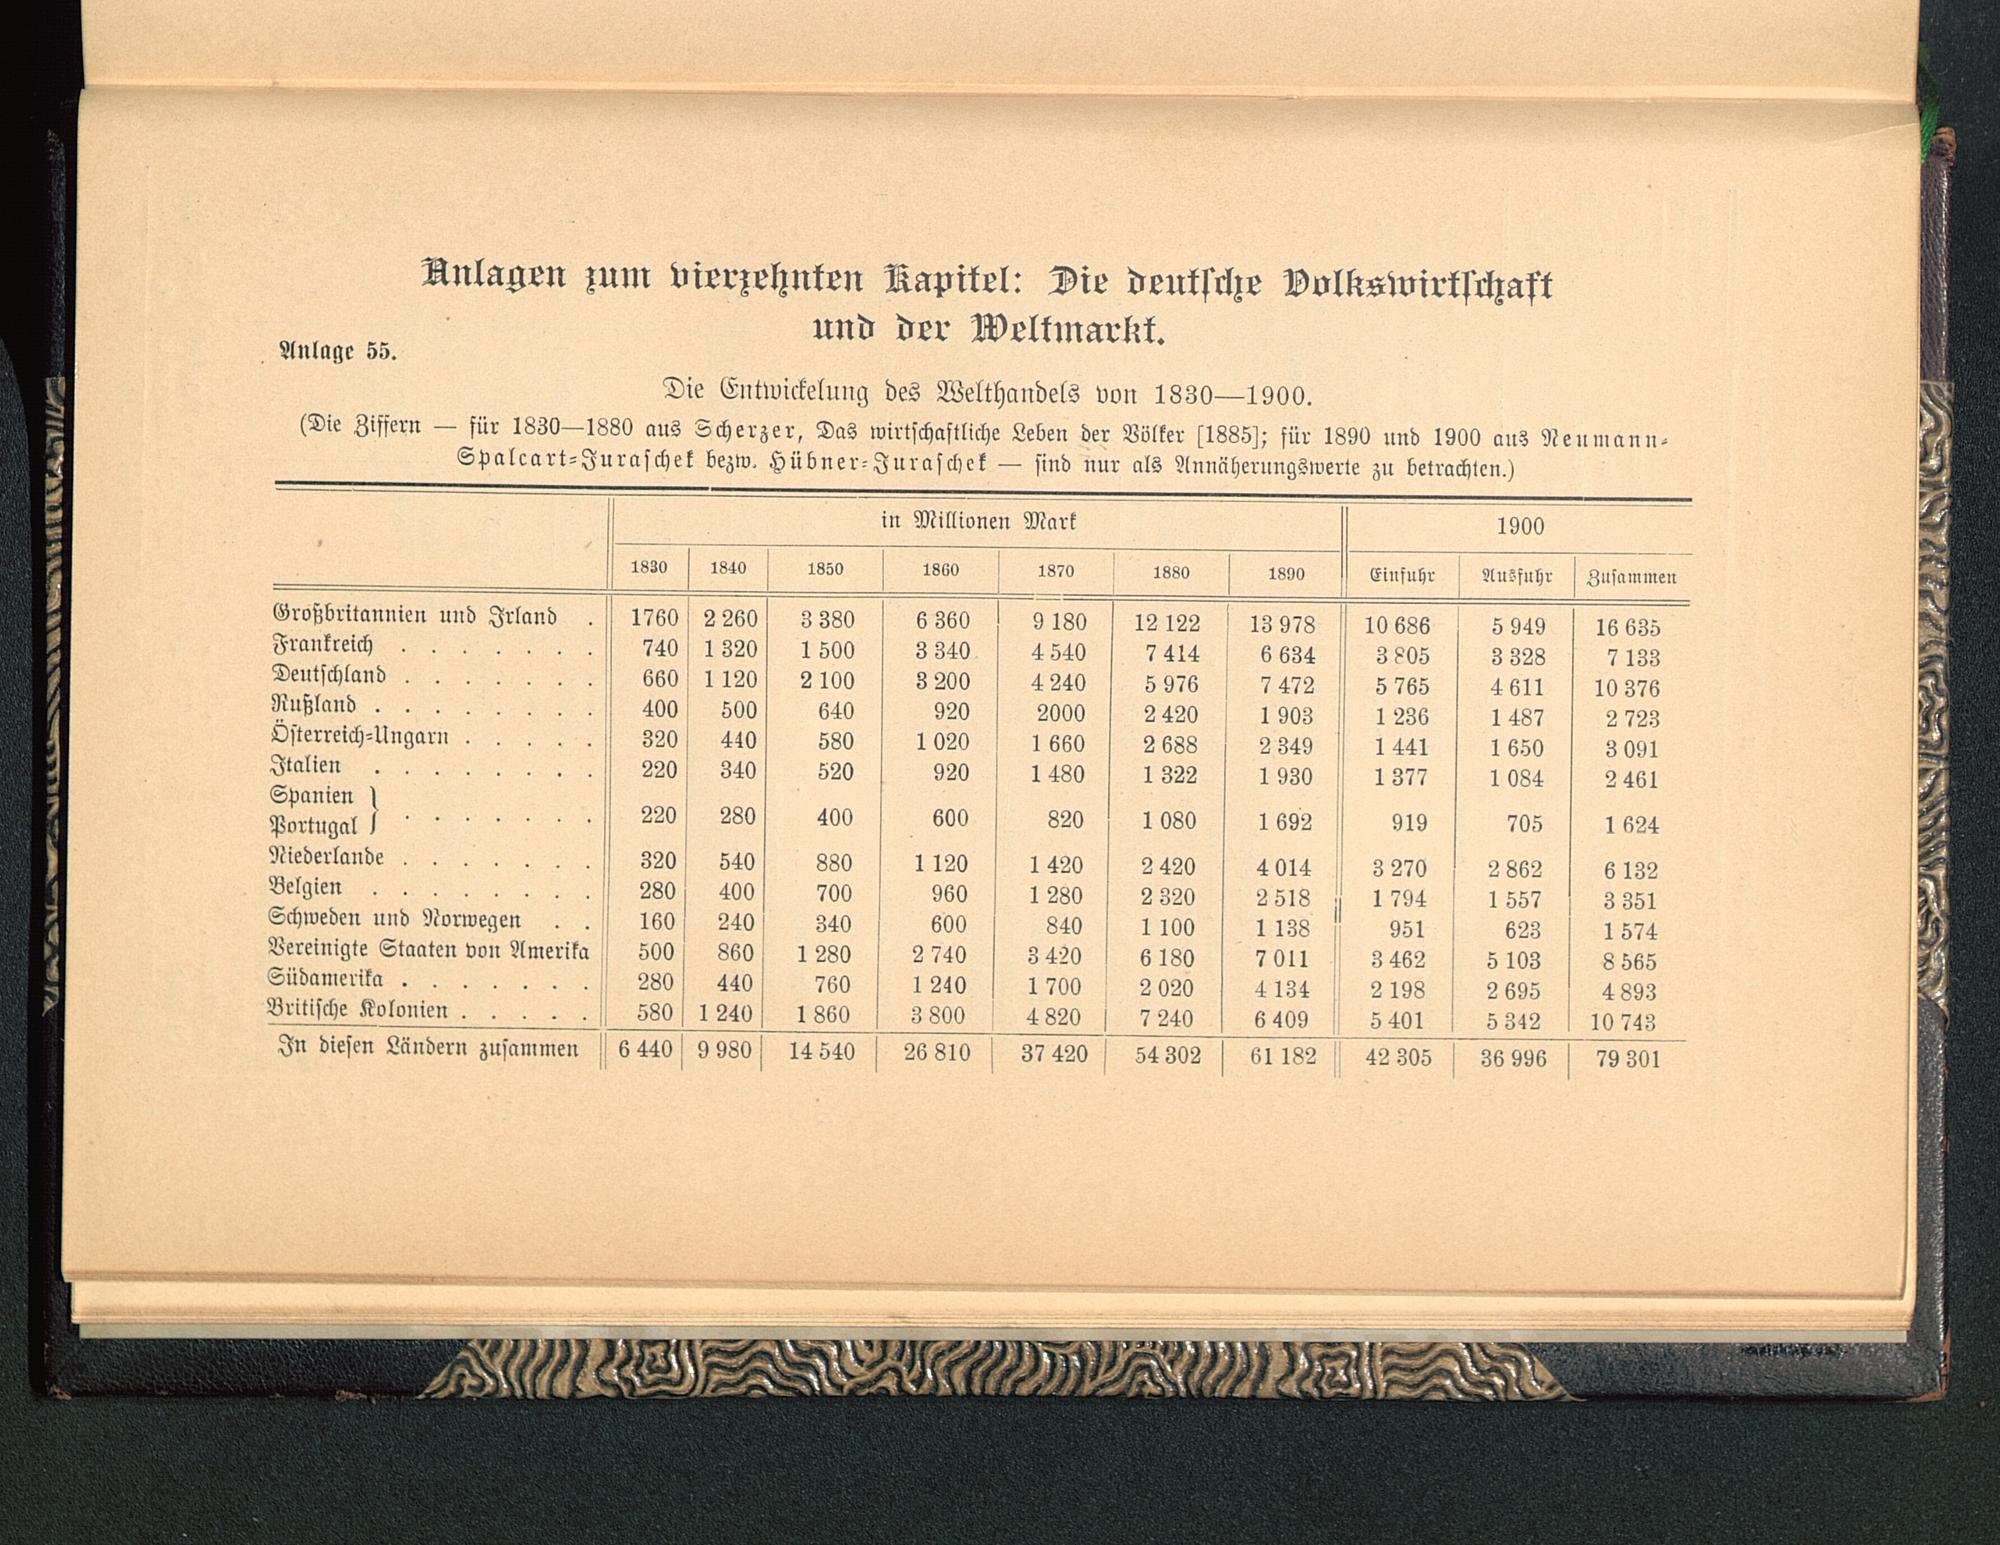 Anlagen zum vierzehnten Kapitel: Die deutsche Volkswirtschaft
und der Weltmarkt.
Anlage 55.
Die Entwickelung des Welthandels von 1830—1900.
(Die Ziffern — für 1830—1880 aus Scherzer, Das wirtschaftliche Leben der Völker [1885]; für 1890 und 1900 aus Neumann-
Spalcart-Juraschek bezw. Hübner-Juraschek — sind nur als Annäherungswerte zu betrachten.)
in Millionen Mark 1900
1830 1840 1850 1860 1870 1880 1890 Einfuhr Ausfuhr Zusammen
Großbritannien und Irland . 1760 2 260 3 380 6 360 9 180 12 122 13 978 10 686 5 949 16 635
Frankreich . . . . . . . 740 1 320 1 500 3 340 4 540 7 414 6 634 3 805 3 328 7 133
Deutschland . . . . . . . 660 1 120 2 100 3 200 4 240 5 976 7 472 5 765 4 611 10 376
Rußland . . . . . . . . 400 500 640 920 2000 2 420 1 903 1 236 1 487 2 723
Österreich-Ungarn . . . . . 320 440 580 1 020 1 660 2 688 2 349 1 441 1 650 3 091
Italien . . . . . . . . 220 340 520 920 1 480 1 322 1 930 1 377 1 084 2 461
Spanien }
Portugal } . . . . . . . 220 280 400 600 820 1 080 1 692 919 705 1 624
Niederlande . . . . . . . 320 540 880 1 120 1 420 2 420 4 014 3 270 2 862 6 132
Belgien . . . . . . . . 280 400 700 960 1 280 2 320 2 518 1 794 1 557 3 351
Schweden und Norwegen . . 160 240 340 600 840 1 100 1 138 951 623 1 574
Vereinigte Staaten von Amerika 500 860 1 280 2 740 3 420 6 180 7 011 3 462 5 103 8 565
Südamerika . . . . . . . 280 440 760 1 240 1 700 2 020 4 134 2 198 2 695 4 893
Britische Kolonien . . . . . 580 1 240 1 860 3 800 4 820 7 240 6 409 5 401 5 342 10 743
In diesen Ländern zusammen 6 440 9 980 14 540 26 810 37 420 54 302 61 182 42 305 36 996 79 301